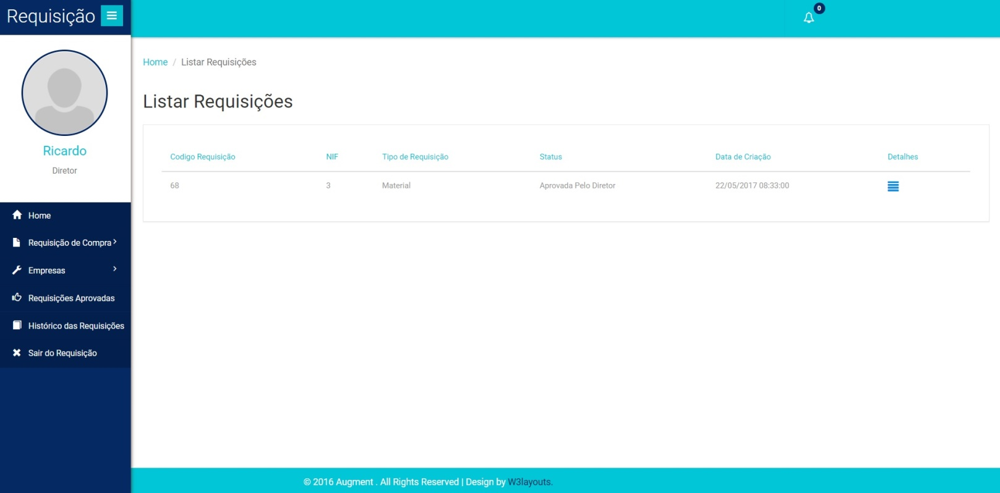 Requisição
0
Home / Listar Requisições
Listar Requisições
Ricardo
Diretor
Codigo Requisição NIF Tipo de Requisição Status Data de Criação Detalhes
68 3 Material Aprovada Pelo Diretor 22/05/2017 08:33:00
Home
Requisição de Compra
Empresas
Requisições Aprovadas
Histórico das Requisições
Sair do Requisição
© 2016 Augment . All Rights Reserved | Design by W3layouts.